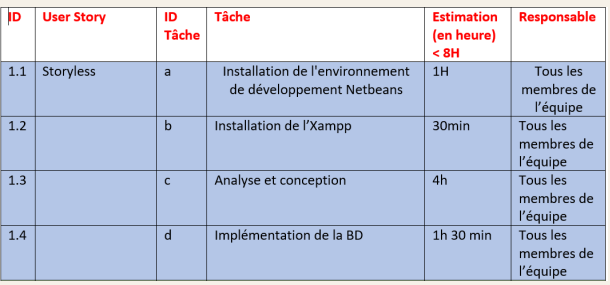 ID User Story ID Tâche Tâche Estimation (en heure) < 8H Responsable
1.1 Storyless a Installation de l'environnement de développement Netbeans 1H Tous les membres de l’équipe
1.2 b Installation de l’Xampp 30min Tous les membres de l’équipe
1.3 c Analyse et conception 4h Tous les membres de l’équipe
1.4 d Implémentation de la BD 1h 30 min Tous les membres de l’équipe